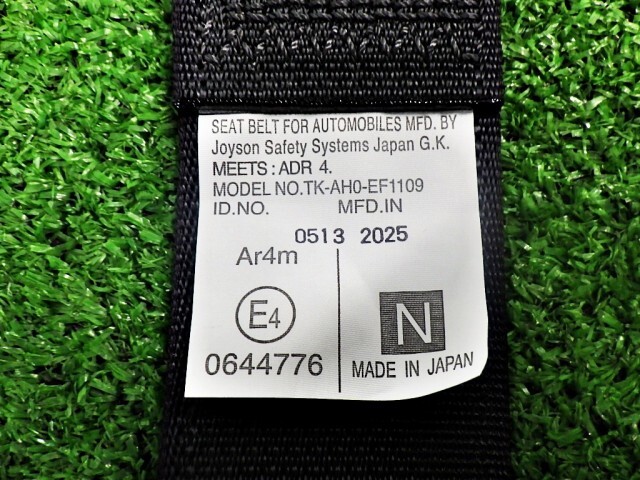 SEAT BELT FOR AUTOMOBILES MFD. BY
Joyson Safety Systems Japan G.K.
MEETS: ADR 4.
MODEL NO.TK-AH0-EF1109
ID.NO. MFD.IN
0513 2025
Ar4m
E4
0644776
N
MADE IN JAPAN